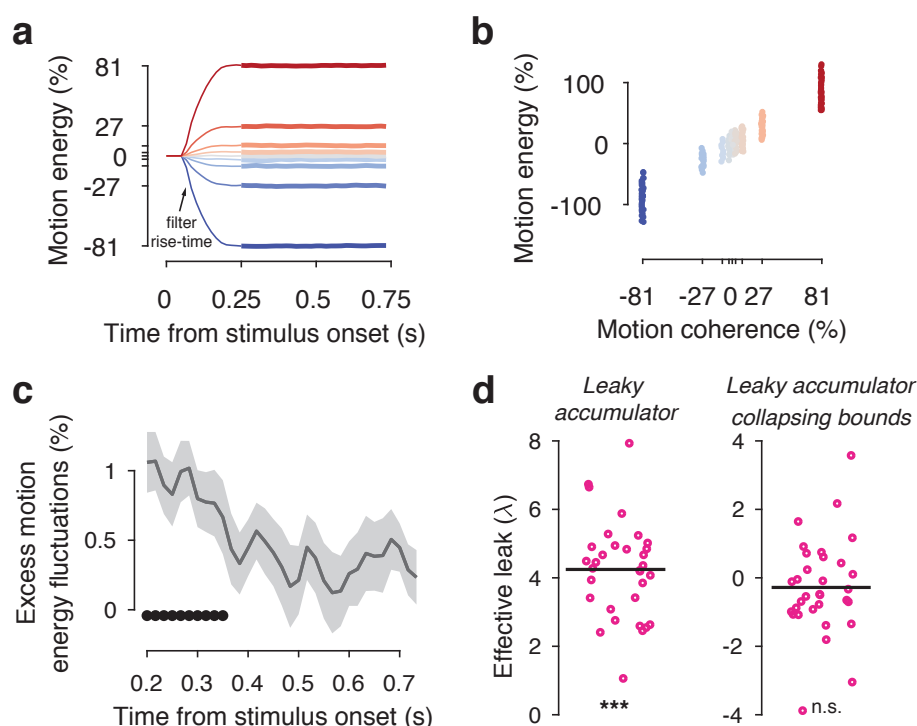 a
Motion energy (%)
81
27
0
-27
-81
filter
rise-time
0
0.25
0.5
0.75
Time from stimulus onset (s)
b
Motion energy (%)
100
0
-100
-81
-27
0
27
81
Motion coherence (%)
c
Excess motion
energy fluctuations (%)
1
0.5
0
0.2
0.3
0.4
0.5
0.6
0.7
Time from stimulus onset (s)
d
Leaky
accumulator
Effective leak (λ)
8
6
4
2
0
***
Leaky accumulator
collapsing bounds
4
2
0
-2
-4
n.s.